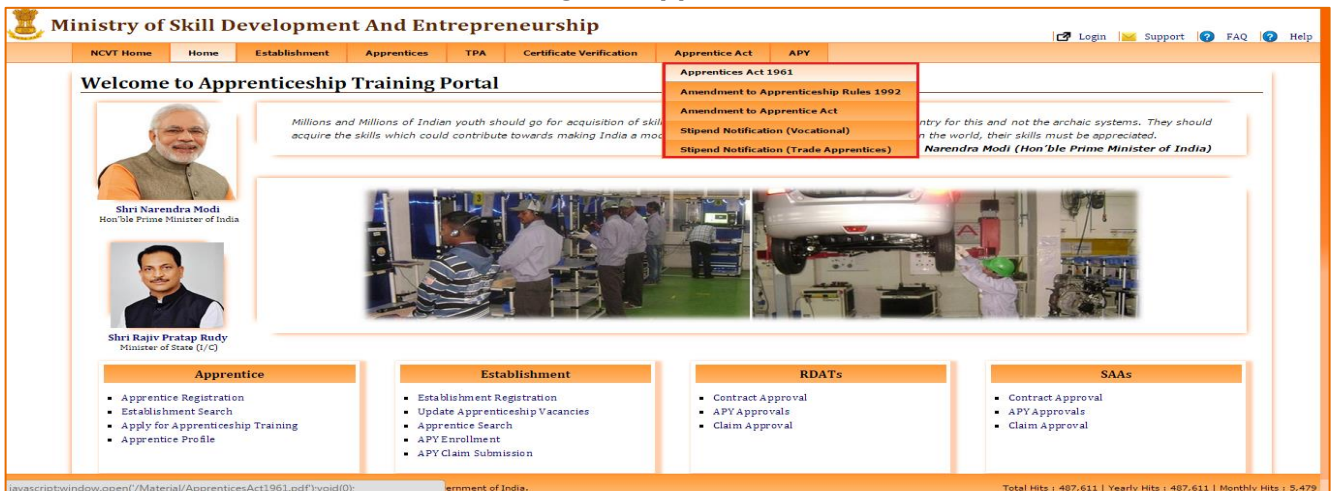 Ministry of Skill Development And Entrepreneurship
Login Support FAQ Help
NCVT Home Home Establishment Apprentices TPA Certificate Verification Apprentice Act APY
Welcome to Apprenticeship Training Portal
Apprentices Act 1961
Amendment to Apprenticeship Rules 1992
Amendment to Apprentice Act
Stipend Notification (Vocational)
Stipend Notification (Trade Apprentices)
Millions and Millions of Indian youth should go for acquisition of ntry for this and not the archaic systems. They should
acquire the skills which could contribute towards making India a n the world, their skills must be appreciated.
Narendra Modi (Hon'ble Prime Minister of India)
Shri Narendra Modi
Hon'ble Prime Minister of India
Shri Rajiv Pratap Rudy
Minister of State (I/C)
Apprentice
Apprentice Registration
Establishment Search
Apply for Apprenticeship Training
Apprentice Profile
Establishment
Establishment Registration
Update Apprenticeship Vacancies
Apprentice Search
APY Enrollment
APY Claim Submission
RDATs
Contract Approval
APY Approvals
Claim Approval
SAAs
Contract Approval
APY Approvals
Claim Approval
javascript:window.open('/Material/ApprenticesAct1961.pdf');void(0); ernment of India. Total Hits : 487,611 | Yearly Hits : 487,611 | Monthly Hits : 5,479